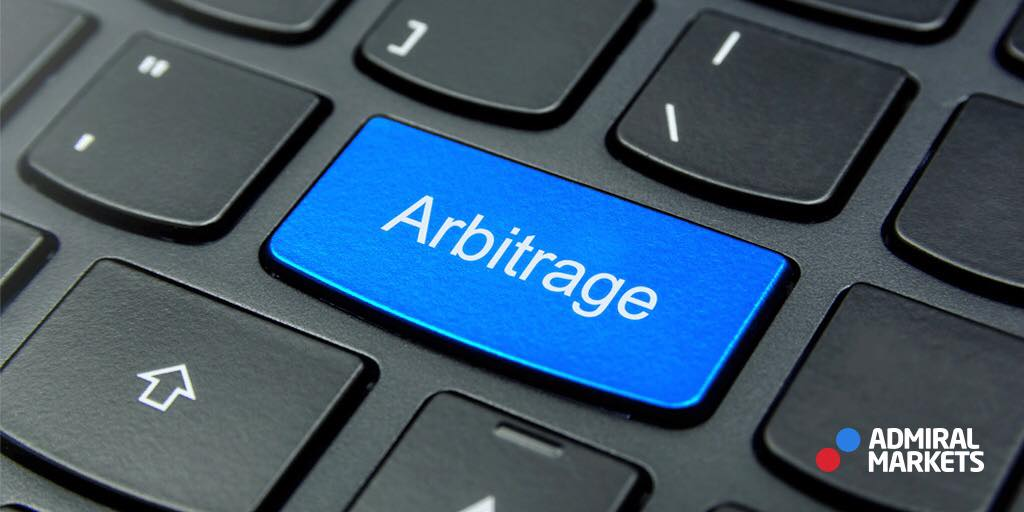 ]
|
\
"
'
Arbitrage
ADMIRAL
MARKETS